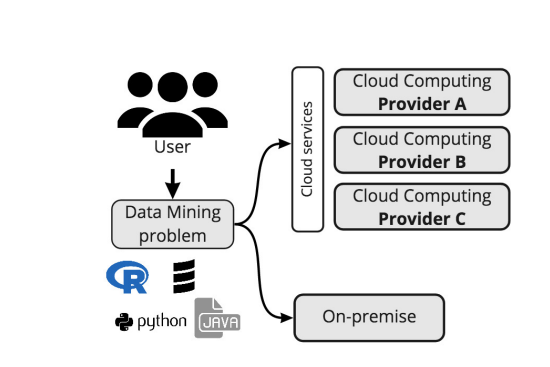 User
Data Mining
problem
R
python
JAVA
Cloud services
Cloud Computing
Provider A
Cloud Computing
Provider B
Cloud Computing
Provider C
On-premise